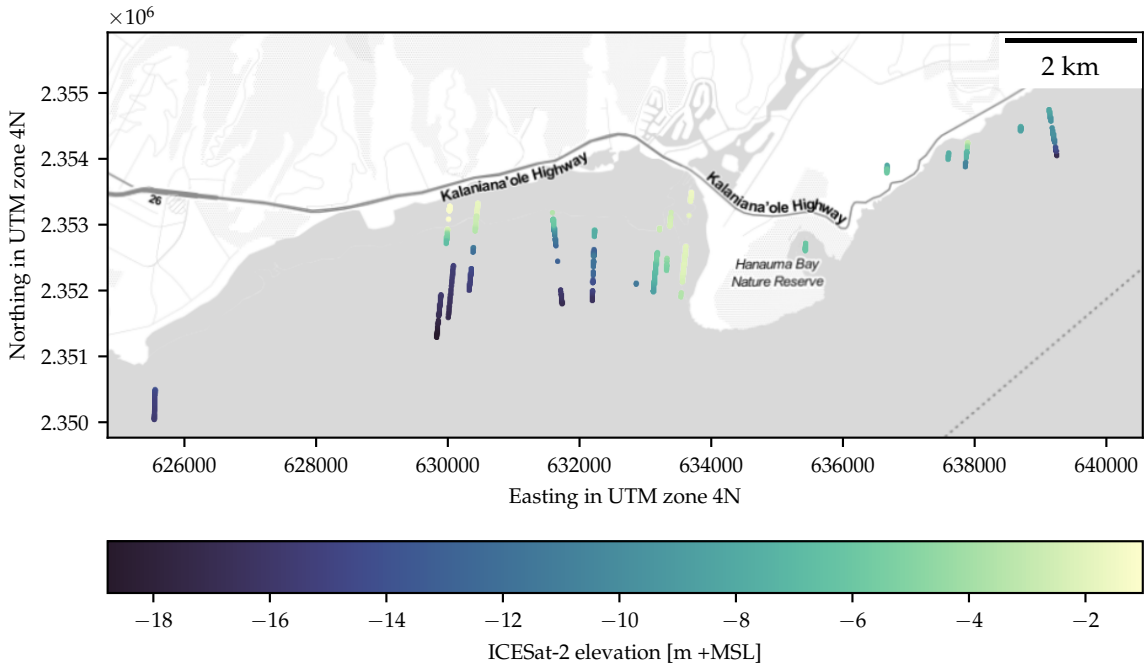 ×10⁶
2 km
2.355
2.354
2.353
2.352
2.351
2.350
Northing in UTM zone 4N
Kalaniana'ole Highway
Kalaniana'ole Highway
26
Hanauma Bay
Nature Reserve
626000 628000 630000 632000 634000 636000 638000 640000
Easting in UTM zone 4N
−18 −16 −14 −12 −10 −8 −6 −4 −2
ICESat-2 elevation [m +MSL]